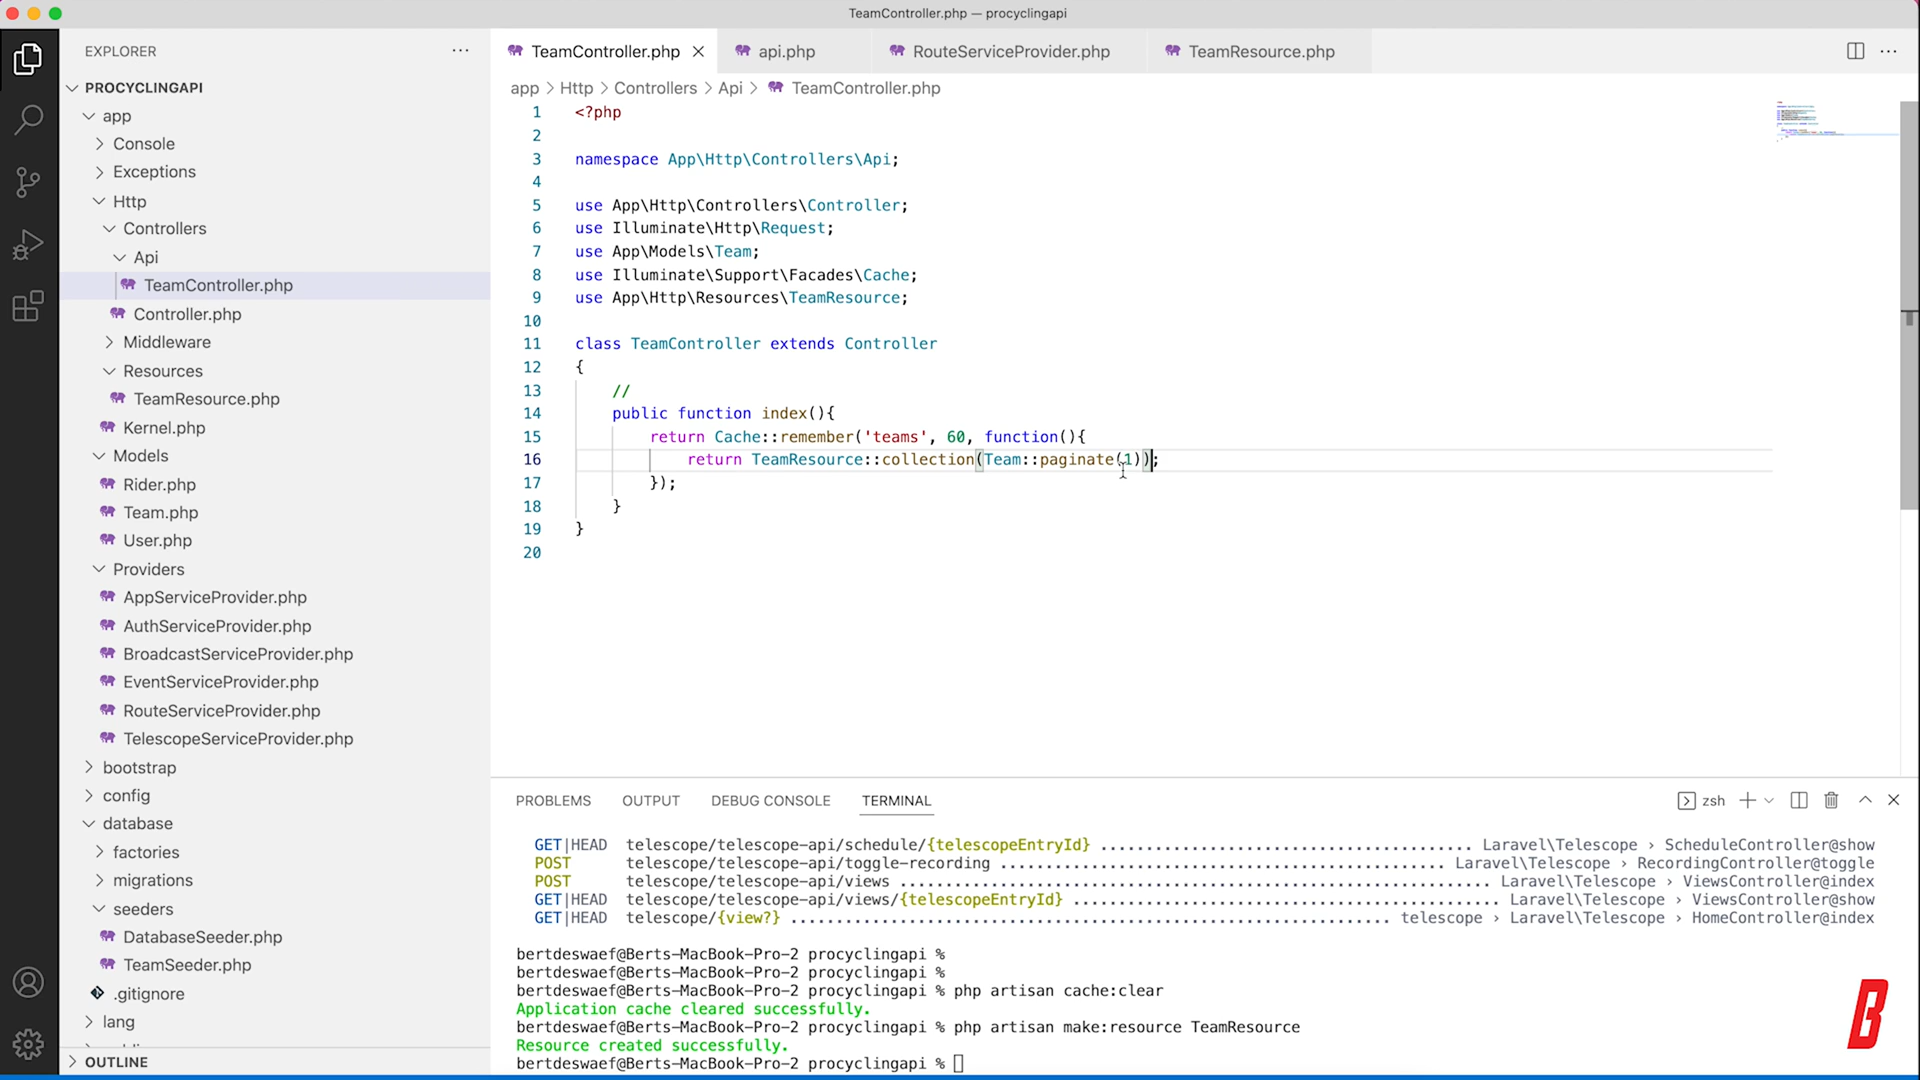 TeamController.php — procyclingapi
EXPLORER
PROCYCLINGAPI
app
Console
Exceptions
Http
Controllers
Api
TeamController.php
Controller.php
Middleware
Resources
TeamResource.php
Kernel.php
Models
Rider.php
Team.php
User.php
Providers
AppServiceProvider.php
AuthServiceProvider.php
BroadcastServiceProvider.php
EventServiceProvider.php
RouteServiceProvider.php
TelescopeServiceProvider.php
bootstrap
config
database
factories
migrations
seeders
DatabaseSeeder.php
TeamSeeder.php
.gitignore
lang
OUTLINE
TeamController.php api.php RouteServiceProvider.php TeamResource.php
app > Http > Controllers > Api > TeamController.php
1 <?php
2
3 namespace App\Http\Controllers\Api;
4
5 use App\Http\Controllers\Controller;
6 use Illuminate\Http\Request;
7 use App\Models\Team;
8 use Illuminate\Support\Facades\Cache;
9 use App\Http\Resources\TeamResource;
10
11 class TeamController extends Controller
12 {
13 //
14 public function index(){
15 return Cache::remember('teams', 60, function(){
16 return TeamResource::collection(Team::paginate(1));
17 });
18 }
19 }
20
PROBLEMS OUTPUT DEBUG CONSOLE TERMINAL zsh
GET|HEAD telescope/telescope-api/schedule/{telescopeEntryId} ......................................... Laravel\Telescope › ScheduleController@show
POST telescope/telescope-api/toggle-recording ................................................ Laravel\Telescope › RecordingController@toggle
POST telescope/telescope-api/views ................................................................ Laravel\Telescope › ViewsController@index
GET|HEAD telescope/telescope-api/views/{telescopeEntryId} ............................................... Laravel\Telescope › ViewsController@show
GET|HEAD telescope/{view?} ................................................................. telescope › Laravel\Telescope › HomeController@index
bertdeswaef@Berts-MacBook-Pro-2 procyclingapi %
bertdeswaef@Berts-MacBook-Pro-2 procyclingapi %
bertdeswaef@Berts-MacBook-Pro-2 procyclingapi % php artisan cache:clear
Application cache cleared successfully.
bertdeswaef@Berts-MacBook-Pro-2 procyclingapi % php artisan make:resource TeamResource
Resource created successfully.
bertdeswaef@Berts-MacBook-Pro-2 procyclingapi %
B